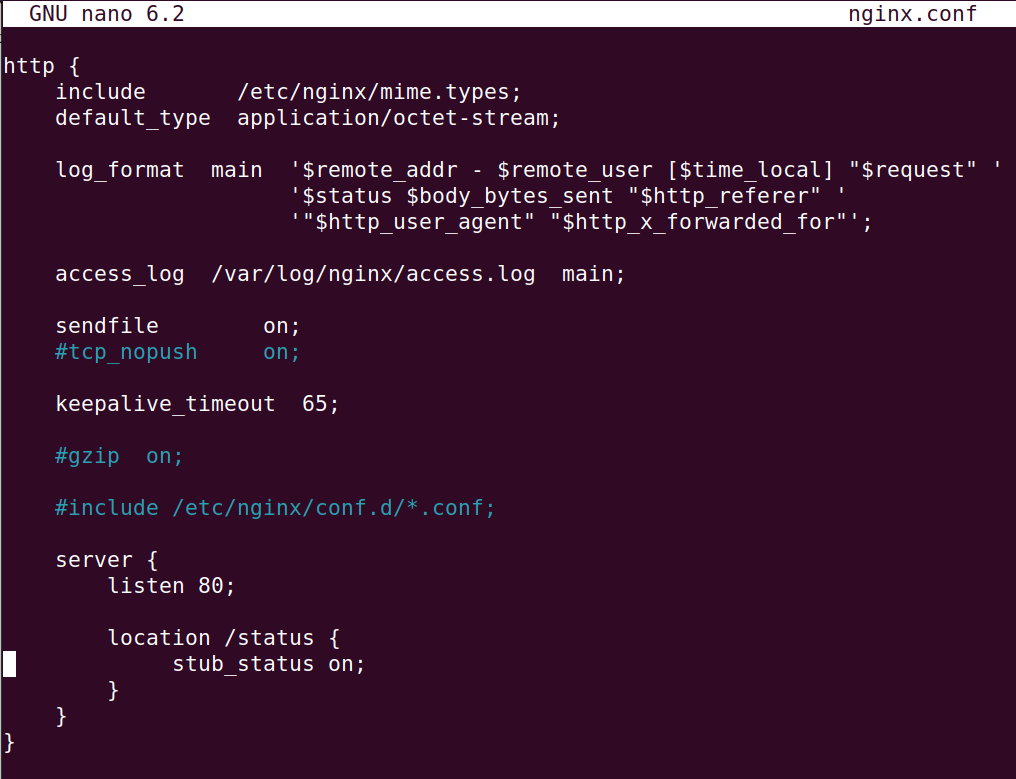 GNU nano 6.2 nginx.conf
http {
    include       /etc/nginx/mime.types;
    default_type  application/octet-stream;
    log_format  main  '$remote_addr - $remote_user [$time_local] "$request" '
                      '$status $body_bytes_sent "$http_referer" '
                      '"$http_user_agent" "$http_x_forwarded_for"';
    access_log  /var/log/nginx/access.log  main;
    sendfile        on;
    #tcp_nopush     on;
    keepalive_timeout  65;
    #gzip  on;
    #include /etc/nginx/conf.d/*.conf;
    server {
        listen 80;
        location /status {
             stub_status on;
        }
    }
}